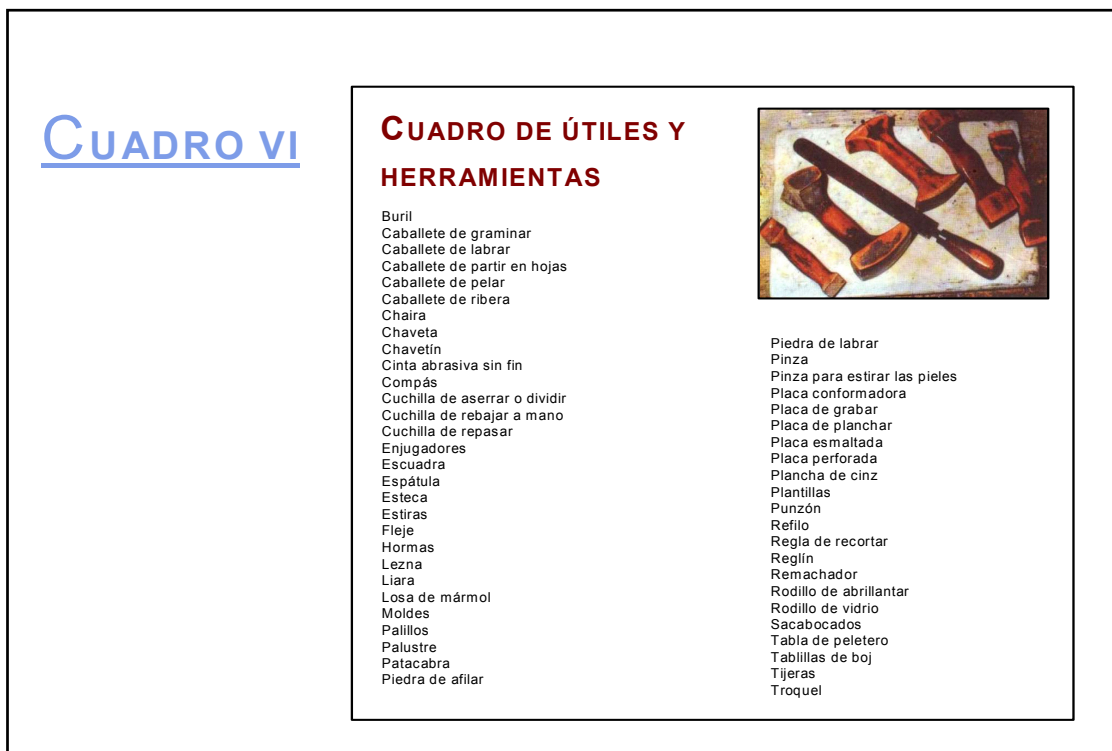 CUADRO VI
CUADRO DE ÚTILES Y
HERRAMIENTAS
Buril
Caballete de graminar
Caballete de labrar
Caballete de partir en hojas
Caballete de pelar
Caballete de ribera
Chaira
Chaveta
Chavetín
Cinta abrasiva sin fin
Compás
Cuchilla de aserrar o dividir
Cuchilla de rebajar a mano
Cuchilla de repasar
Enjugadores
Escuadra
Espátula
Esteca
Estiras
Fleje
Hormas
Lezna
Liara
Losa de mármol
Moldes
Palillos
Palustre
Patacabra
Piedra de afilar
Piedra de labrar
Pinza
Pinza para estirar las pieles
Placa conformadora
Placa de grabar
Placa de planchar
Placa esmaltada
Placa perforada
Plancha de cinz
Plantillas
Punzón
Refilo
Regla de recortar
Reglín
Remachador
Rodillo de abrillantar
Rodillo de vidrio
Sacabocados
Tabla de peletero
Tablillas de boj
Tijeras
Troquel